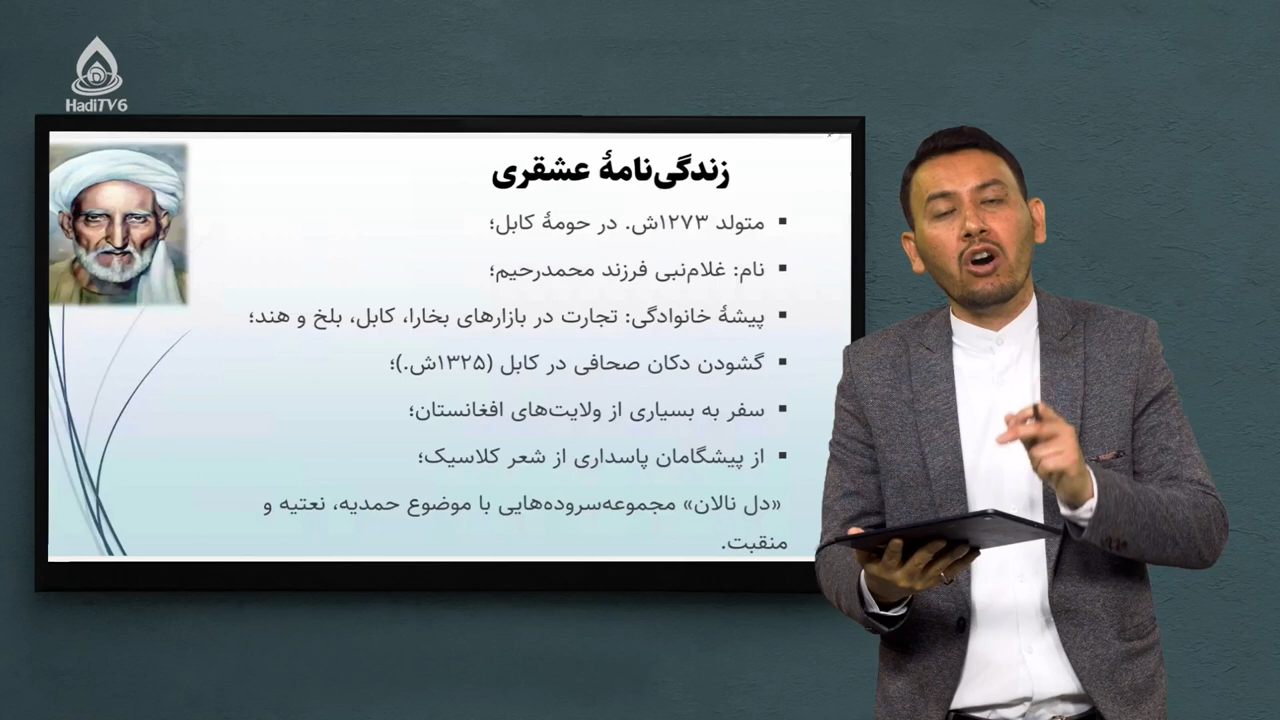 HadiTV6
زندگی‌نامهٔ عشقری
▪ متولد ۱۲۷۳ش. در حومهٔ کابل؛
▪ نام: غلام‌نبی فرزند محمدرحیم؛
▪ پیشهٔ خانوادگی: تجارت در بازارهای بخارا، کابل، بلخ و هند؛
▪ گشودن دکان صحافی در کابل (۱۳۲۵ش.)؛
▪ سفر به بسیاری از ولایت‌های افغانستان؛
▪ از پیشگامان پاسداری از شعر کلاسیک؛
«دل نالان» مجموعه‌سروده‌هایی با موضوع حمدیه، نعتیه و
منقبت.